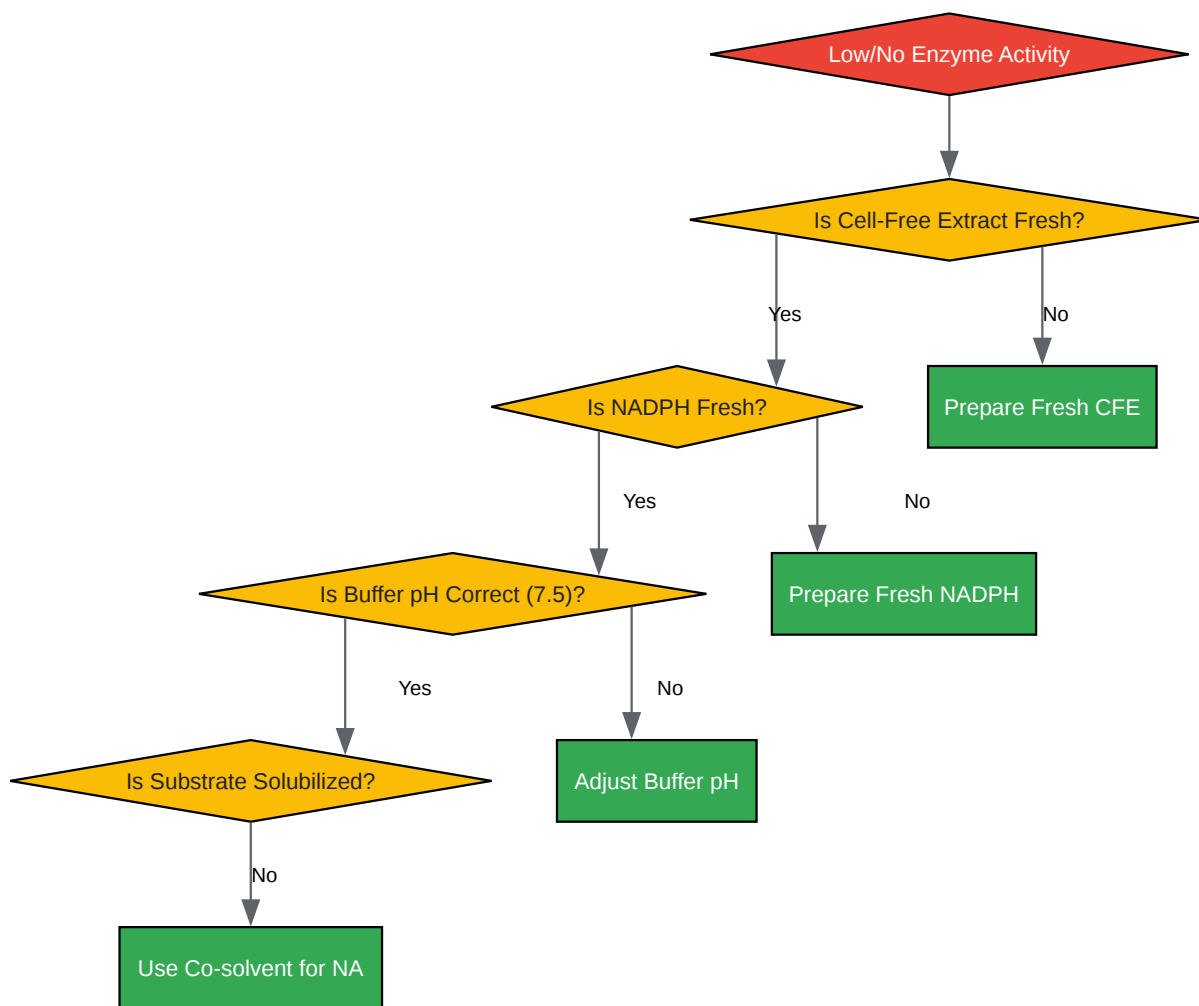 Low/No Enzyme Activity
Is Cell-Free Extract Fresh?
Yes
No
Is NADPH Fresh?
Prepare Fresh CFE
Yes
No
Is Buffer pH Correct (7.5)?
Prepare Fresh NADPH
Yes
No
Is Substrate Solubilized?
Adjust Buffer pH
No
Use Co-solvent for NA